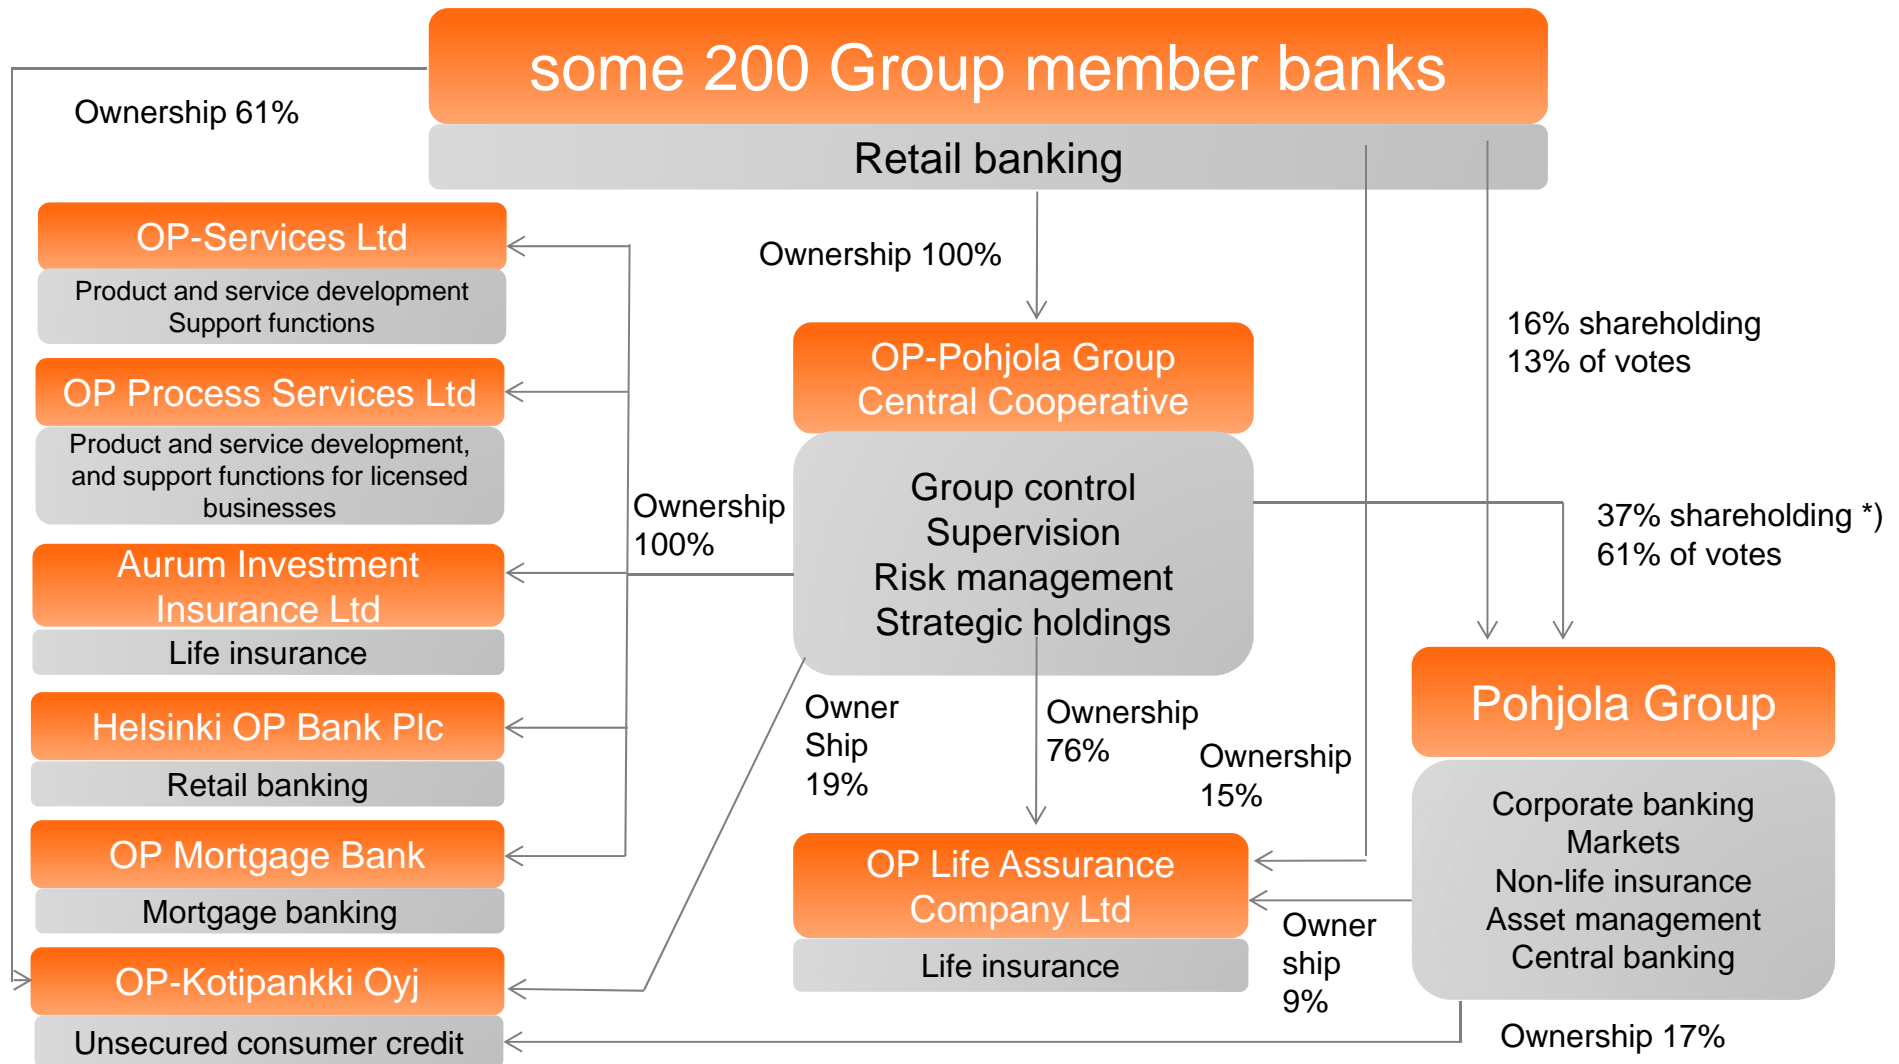 some 200 Group member banks
Ownership 61%
Retail banking
OP-Services Ltd
Product and service development
Support functions
Ownership 100%
16% shareholding
13% of votes
OP-Pohjola Group
Central Cooperative
OP Process Services Ltd
Product and service development,
and support functions for licensed
businesses
Group control
Supervision
Risk management
Strategic holdings
Ownership
100%
37% shareholding *)
61% of votes
Aurum Investment
Insurance Ltd
Life insurance
Helsinki OP Bank Plc
Retail banking
Owner
Ship
19%
Ownership
76%
Ownership
15%
Pohjola Group
Corporate banking
Markets
Non-life insurance
Asset management
Central banking
OP Mortgage Bank
Mortgage banking
OP Life Assurance
Company Ltd
Life insurance
Owner
ship
9%
OP-Kotipankki Oyj
Unsecured consumer credit
Ownership 17%